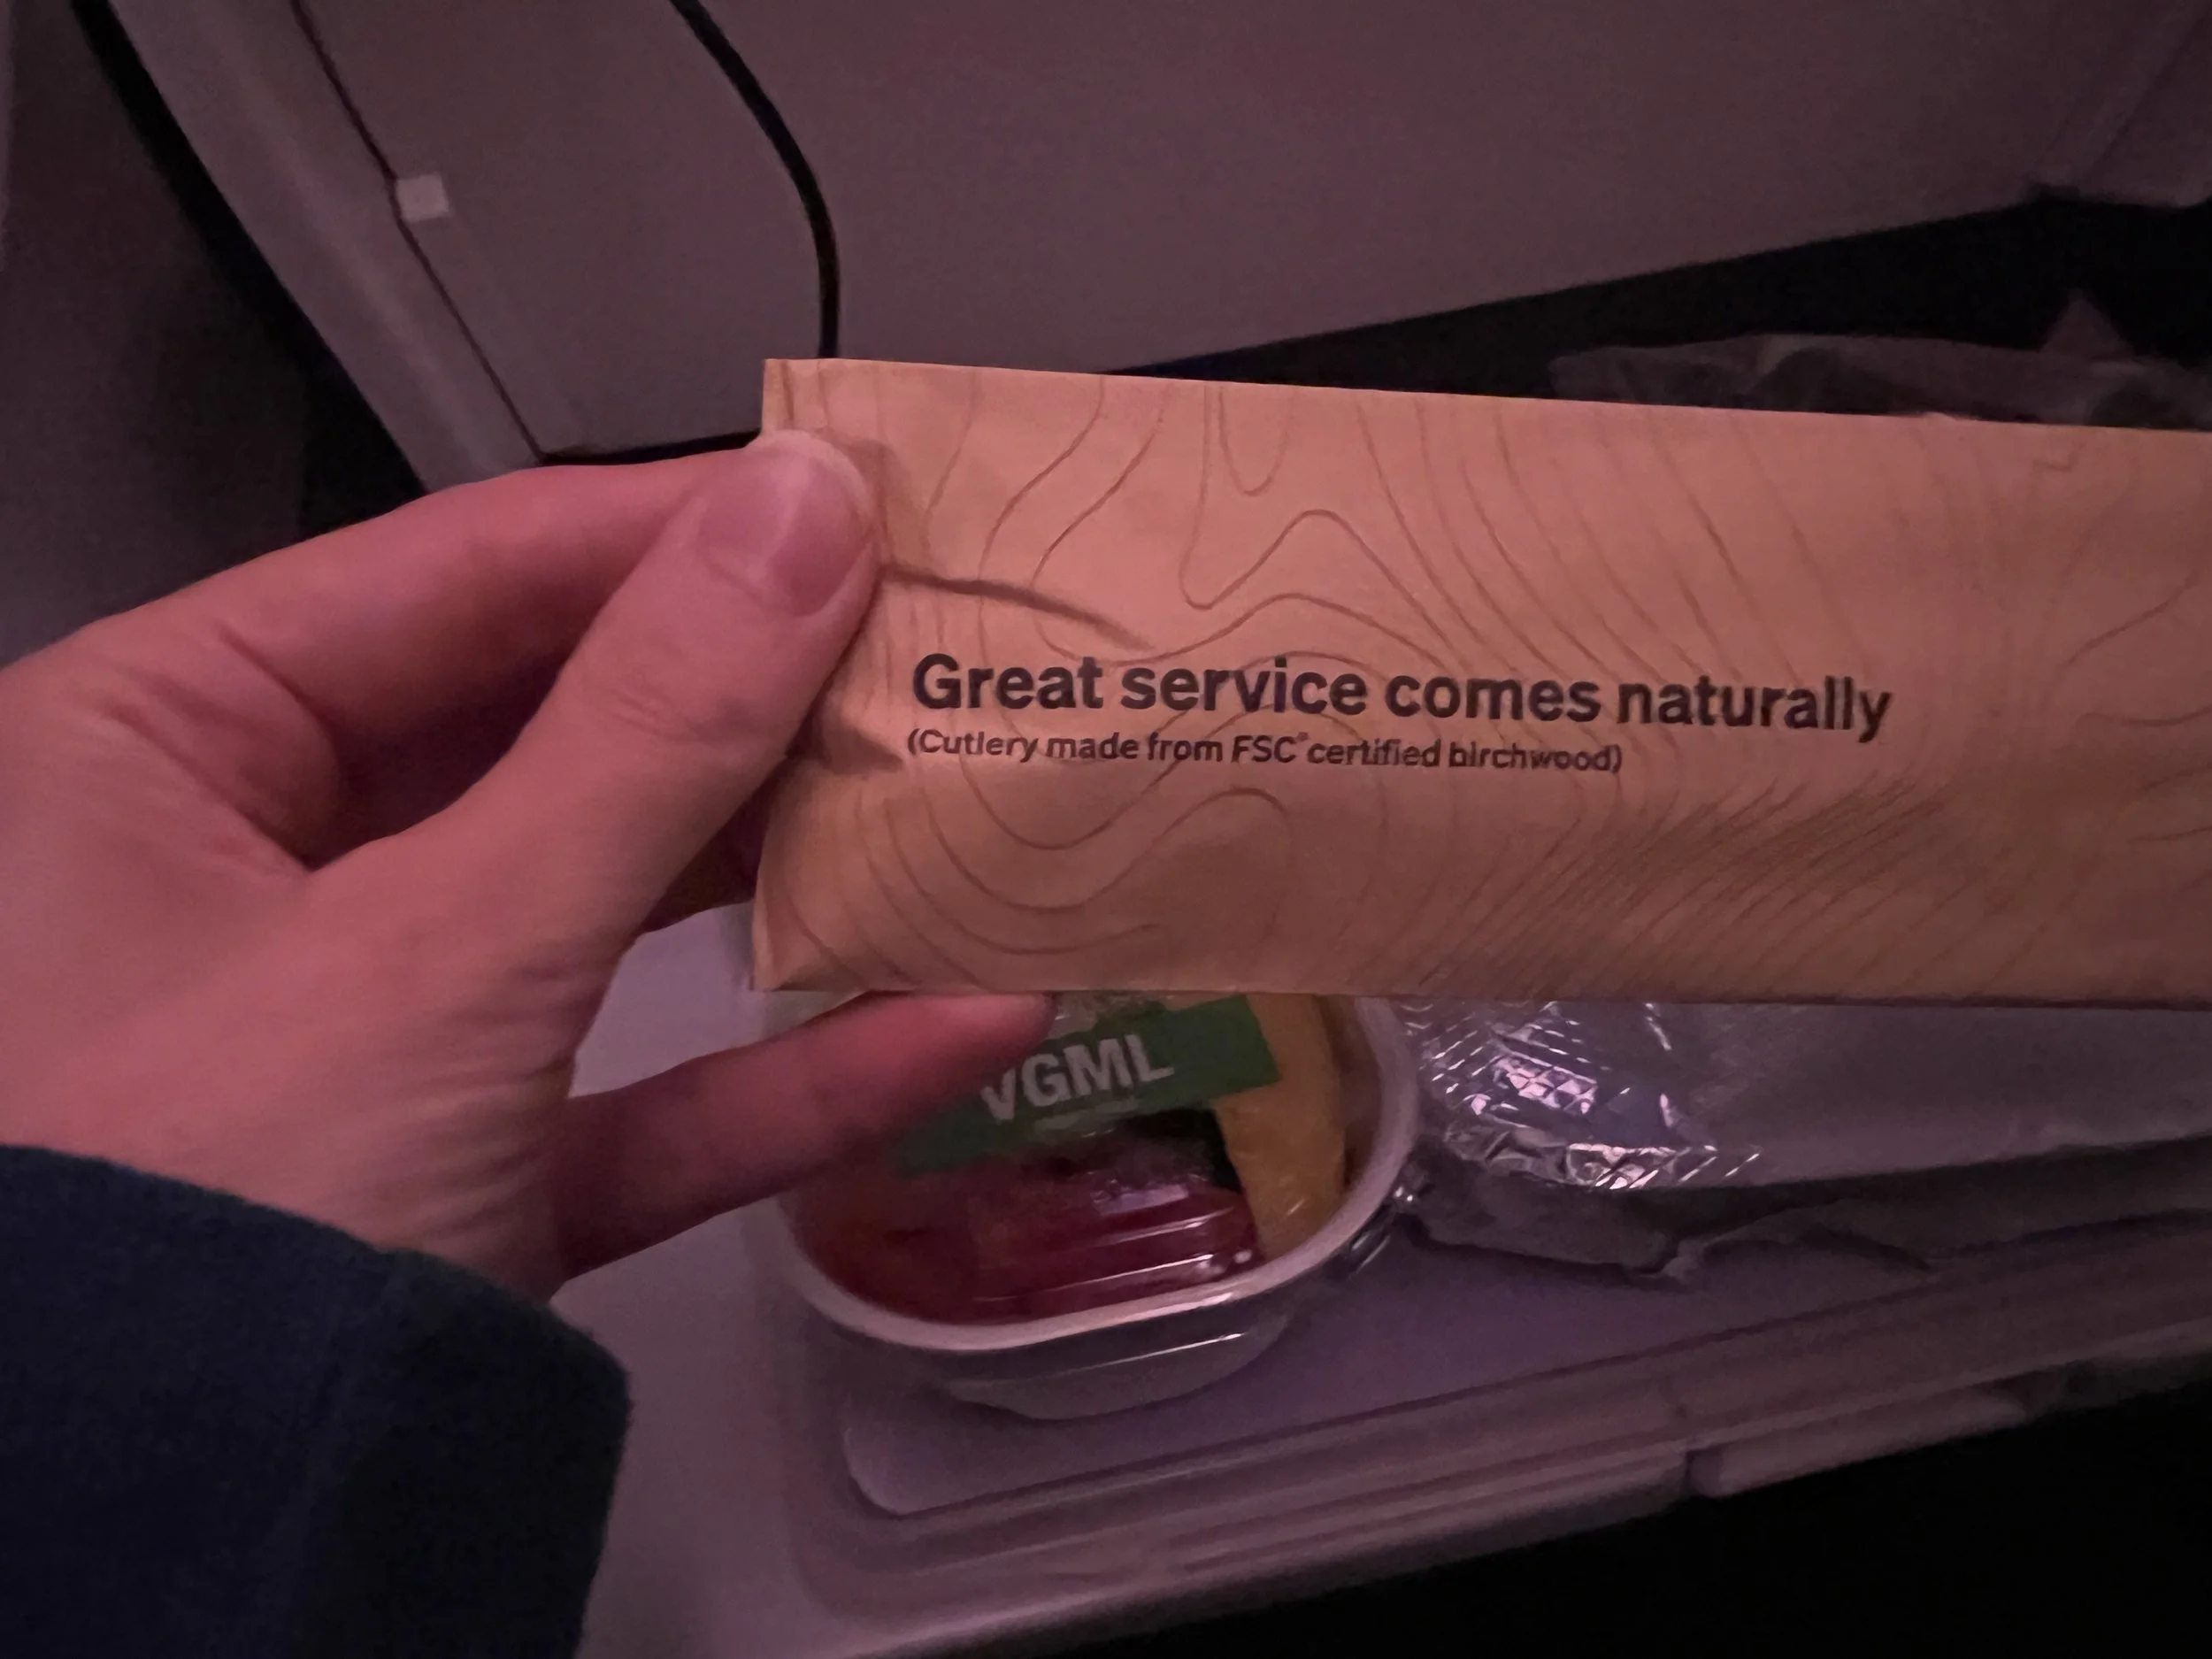 Great service comes naturally
(Cutlery made from FSC® certified birchwood)
VGML